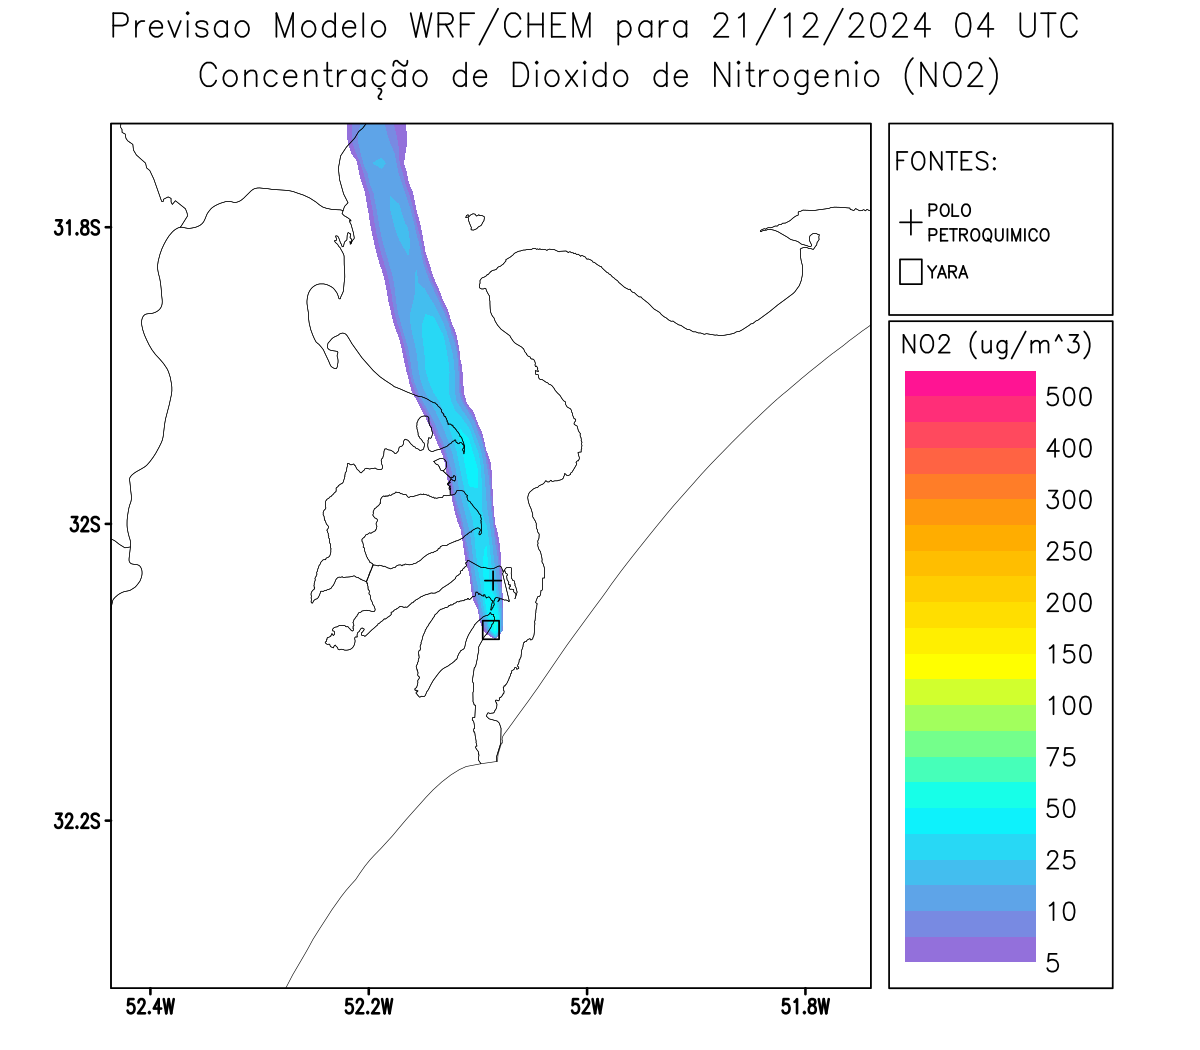 Previsao Modelo WRF/CHEM para 21/12/2024 04 UTC
Concentração de Dioxido de Nitrogenio (NO2)
FONTES:
POLO
PETROQUIMICO
YARA
31.8S
32S
32.2S
52.4W
52.2W
52W
51.8W
NO2 (ug/m^3)
500
400
300
250
200
150
100
75
50
25
10
5